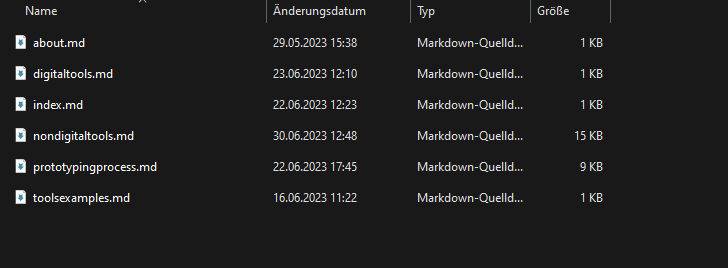 Name Änderungsdatum Typ Größe
about.md 29.05.2023 15:38 Markdown-Quelld... 1 KB
digitaltools.md 23.06.2023 12:10 Markdown-Quelld... 1 KB
index.md 22.06.2023 12:23 Markdown-Quelld... 1 KB
nondigitaltools.md 30.06.2023 12:48 Markdown-Quelld... 15 KB
prototypingprocess.md 22.06.2023 17:45 Markdown-Quelld... 9 KB
toolsexamples.md 16.06.2023 11:22 Markdown-Quelld... 1 KB